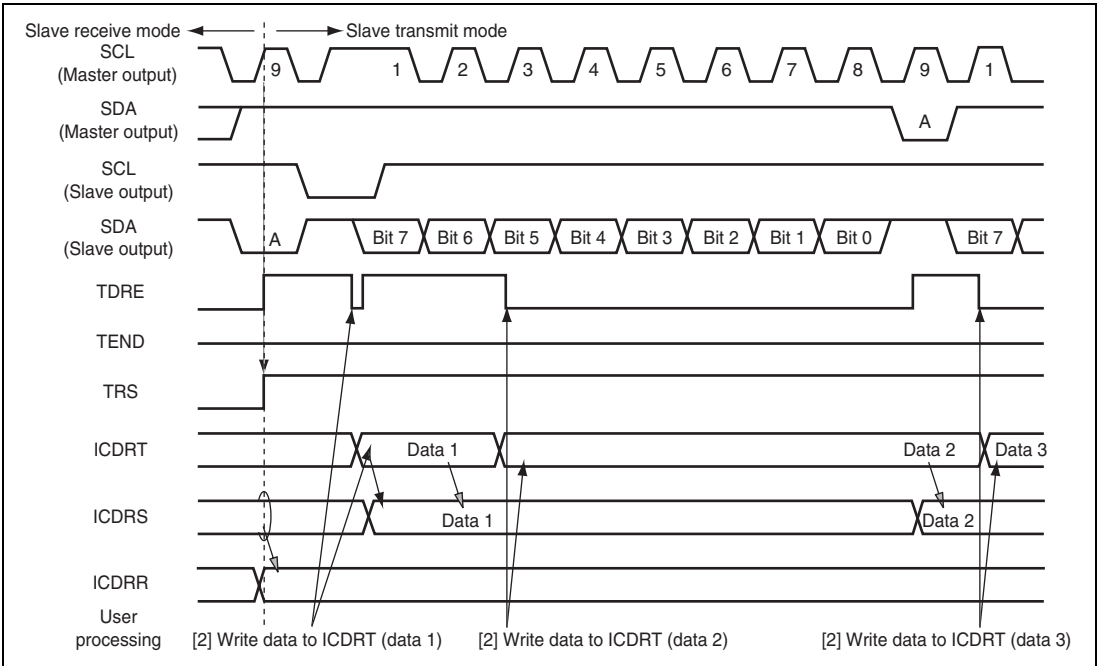 Slave receive mode Slave transmit mode
SCL
(Master output)
9 1 2 3 4 5 6 7 8 9 1
SDA
(Master output)
A
SCL
(Slave output)
SDA
(Slave output)
A Bit 7 Bit 6 Bit 5 Bit 4 Bit 3 Bit 2 Bit 1 Bit 0 Bit 7
TDRE
TEND
TRS
ICDRT Data 1 Data 2 Data 3
ICDRS Data 1 Data 2
ICDRR
User
processing
[2] Write data to ICDRT (data 1) [2] Write data to ICDRT (data 2) [2] Write data to ICDRT (data 3)